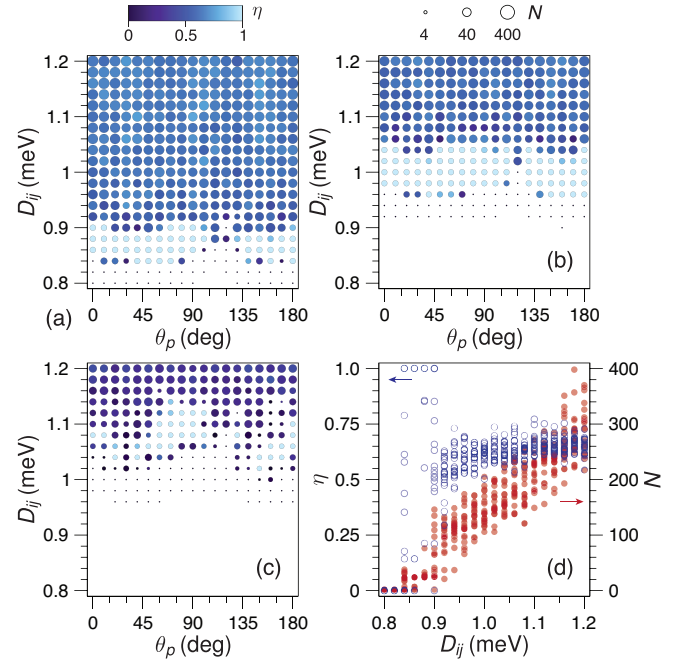 η
0 0.5 1
N
4 40 400
1.2
1.1
1
0.9
0.8
D_ij (meV)
0 45 90 135 180
θ_p (deg)
(a)
1.2
1.1
1
0.9
0.8
D_ij (meV)
0 45 90 135 180
θ_p (deg)
(b)
1.2
1.1
1
0.9
0.8
D_ij (meV)
0 45 90 135 180
θ_p (deg)
(c)
1.0
0.75
0.5
0.25
0
η
400
300
200
100
0
N
0.8 0.9 1.0 1.1 1.2
D_ij (meV)
(d)